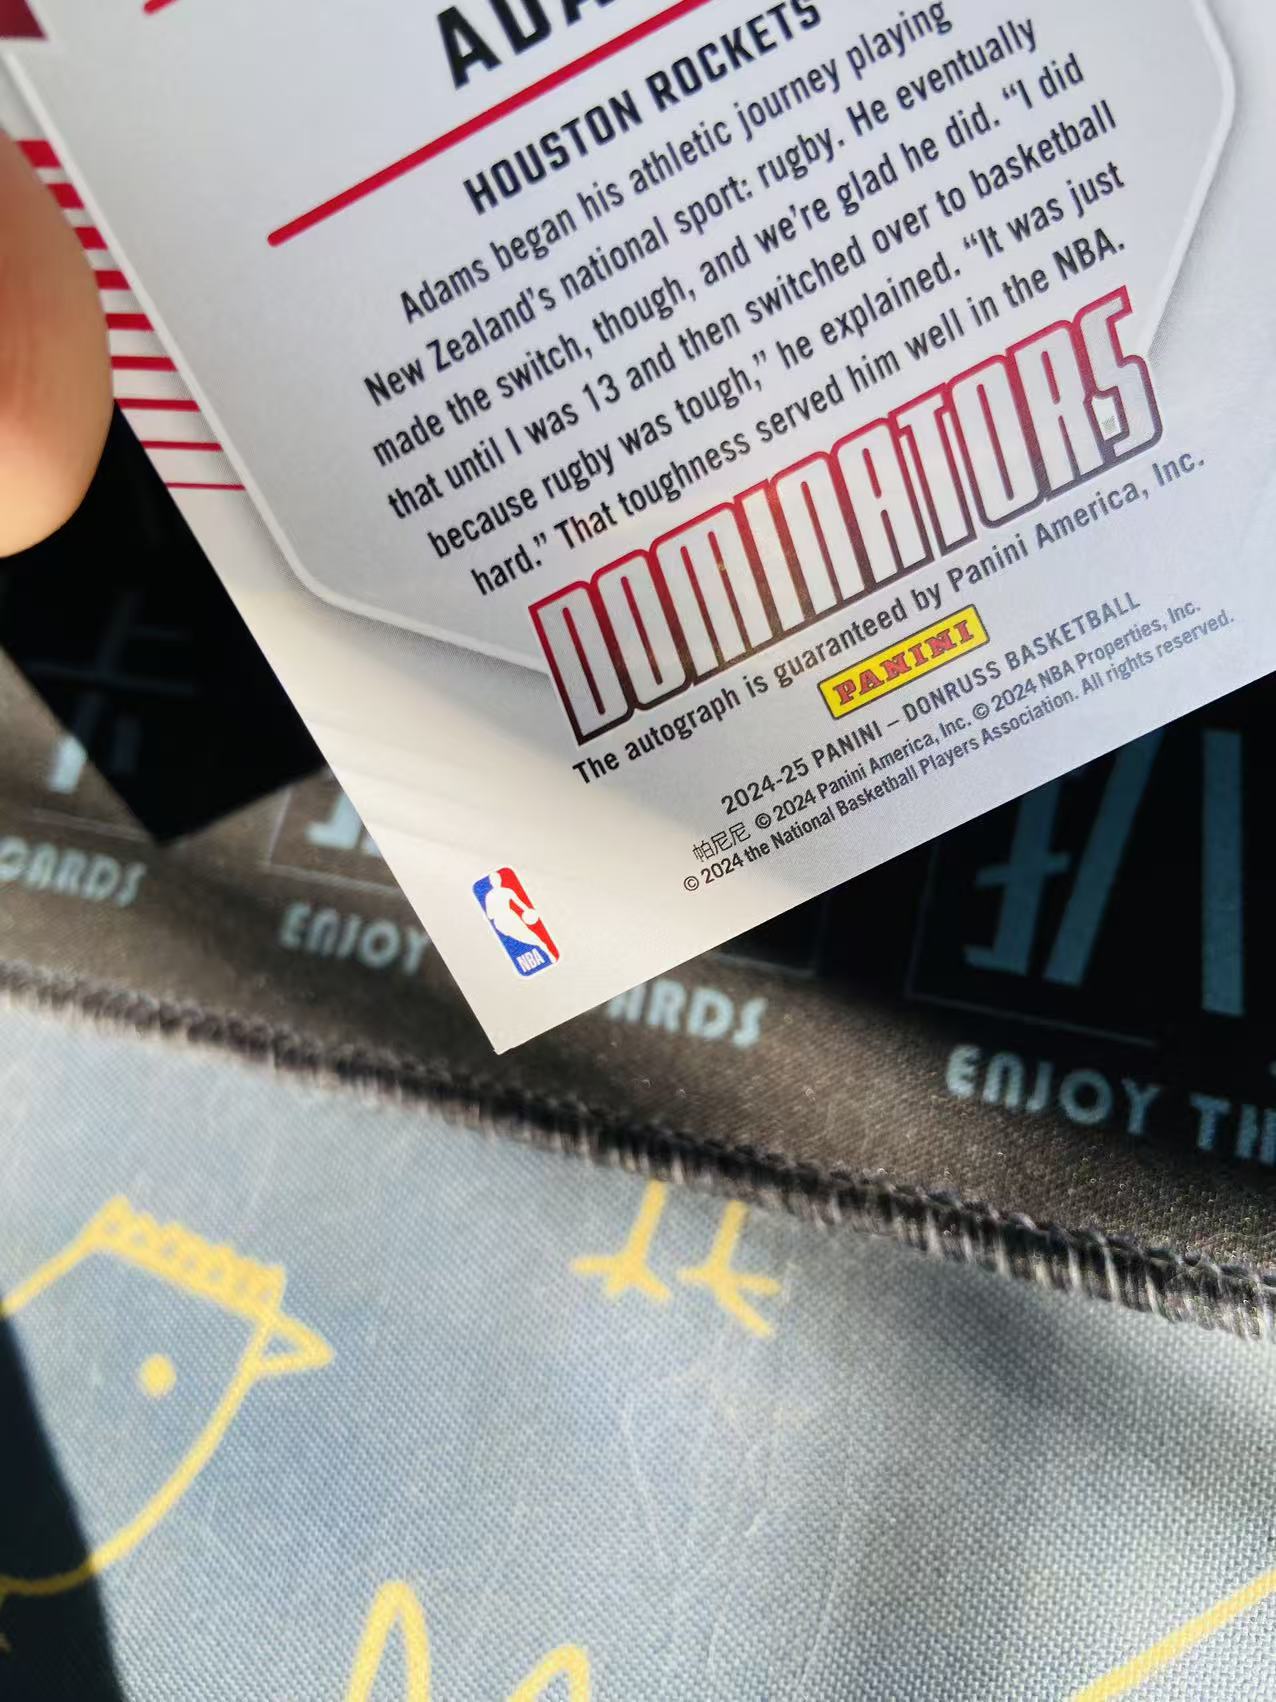 HOUSTON ROCKETS
Adams began his athletic journey playing
New Zealand's national sport: rugby. He eventually
made the switch, though, and we're glad he did. “I did
that until I was 13 and then switched over to basketball
because rugby was tough,” he explained. “It was just
hard.” That toughness served him well in the NBA.
DOMINATORS
The autograph is guaranteed by Panini America, Inc.
PANINI
2024-25 PANINI – DONRUSS BASKETBALL
帕尼尼 © 2024 Panini America, Inc. © 2024 NBA Properties, Inc.
© 2024 the National Basketball Players Association. All rights reserved.
NBA
CARDS
ENJOY
ARDS
ENJOY TH